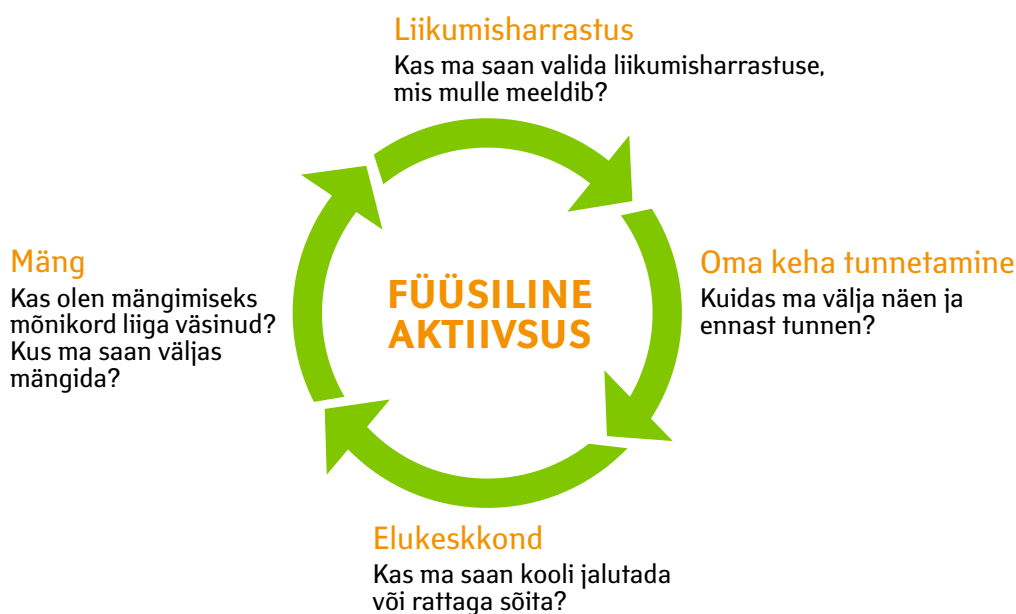 Liikumisharrastus
Kas ma saan valida liikumisharrastuse,
mis mulle meeldib?
Oma keha tunnetamine
Kuidas ma välja näen ja
ennast tunnen?
Elukeskkond
Kas ma saan kooli jalutada
või rattaga sõita?
Mäng
Kas olen mängimiseks
mõnikord liiga väsinud?
Kus ma saan väljas
mängida?
FÜÜSILINE
AKTIIVSUS